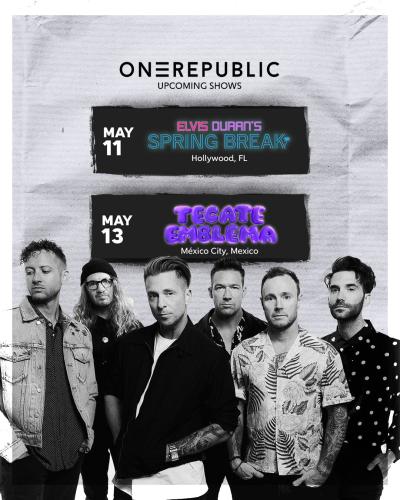 ONEREPUBLIC
UPCOMING SHOWS
MAY
11
ELVIS DURAN'S
SPRING BREAK
Hollywood, FL
MAY
13
TECATE
EMBLEMA
México City, Mexico